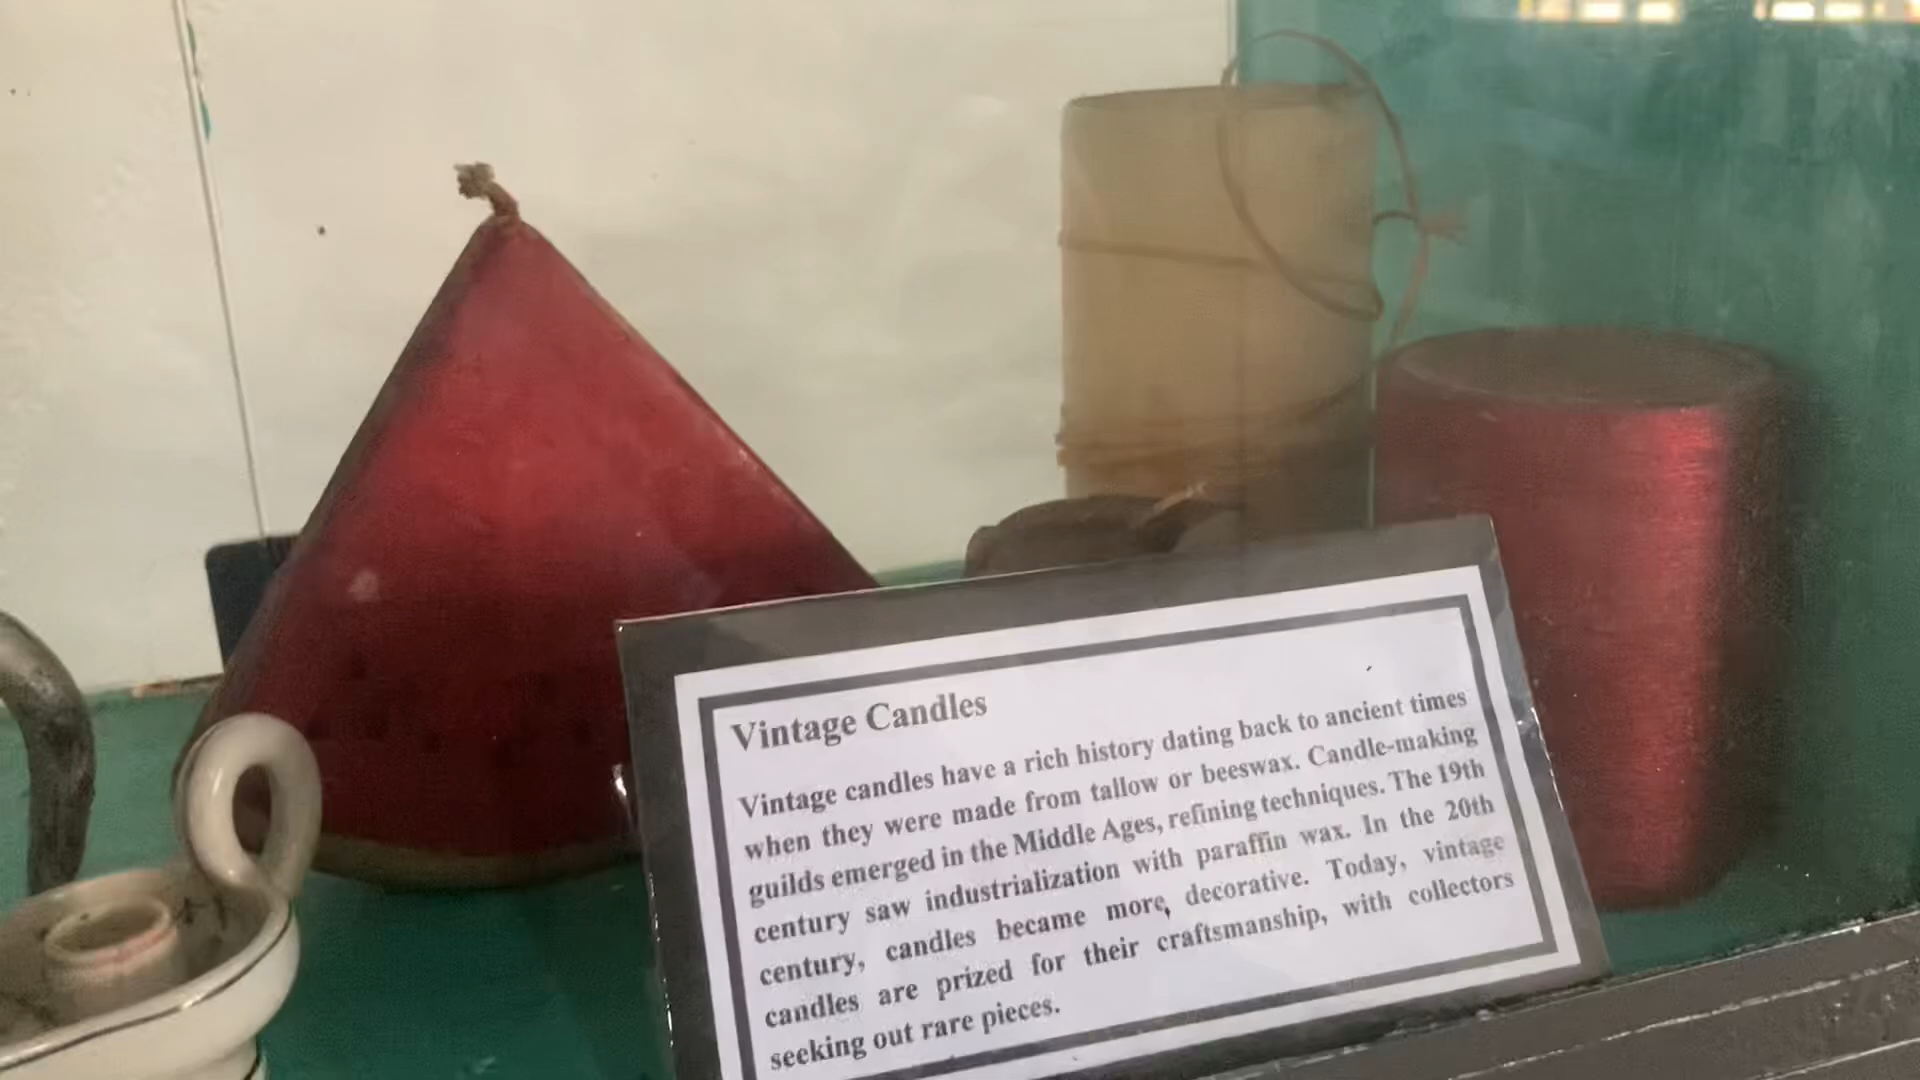 Vintage Candles
Vintage candles have a rich history dating back to ancient times
when they were made from tallow or beeswax. Candle-making
guilds emerged in the Middle Ages, refining techniques. The 19th
century saw industrialization with paraffin wax. In the 20th
century, candles became more decorative. Today, vintage
candles are prized for their craftsmanship, with collectors
seeking out rare pieces.